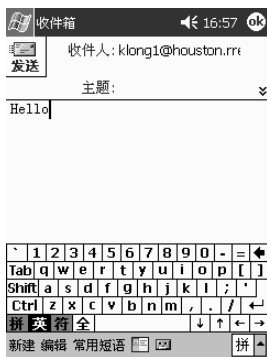 收件箱 16:57 ok
发送 收件人: klong1@houston.rre
主题:
Hello
` 1 2 3 4 5 6 7 8 9 0 - =
Tab q w e r t y u i o p [ ]
Shift a s d f g h j k l ; '
Ctrl z x c v b n m , . /
拼 英 符 全
新建 编辑 常用短语 拼